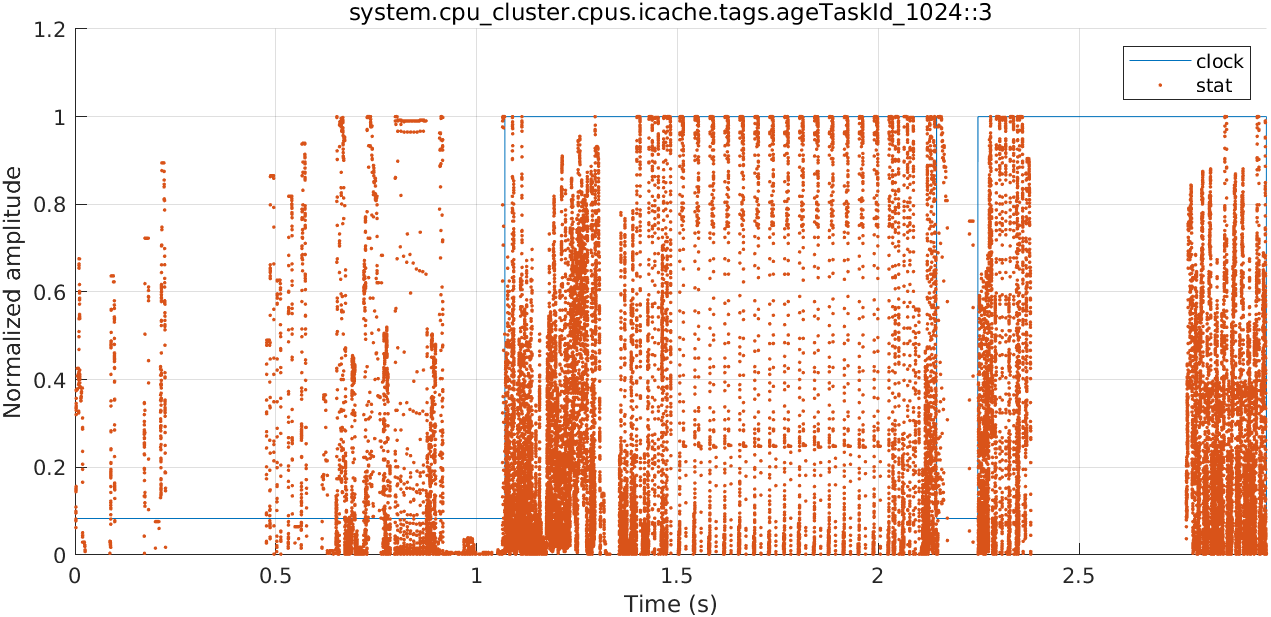 system.cpu_cluster.cpus.icache.tags.ageTaskId_1024::3
1.2
1
0.8
0.6
0.4
0.2
0
Normalized amplitude
clock
stat
0 0.5 1 1.5 2 2.5
Time (s)